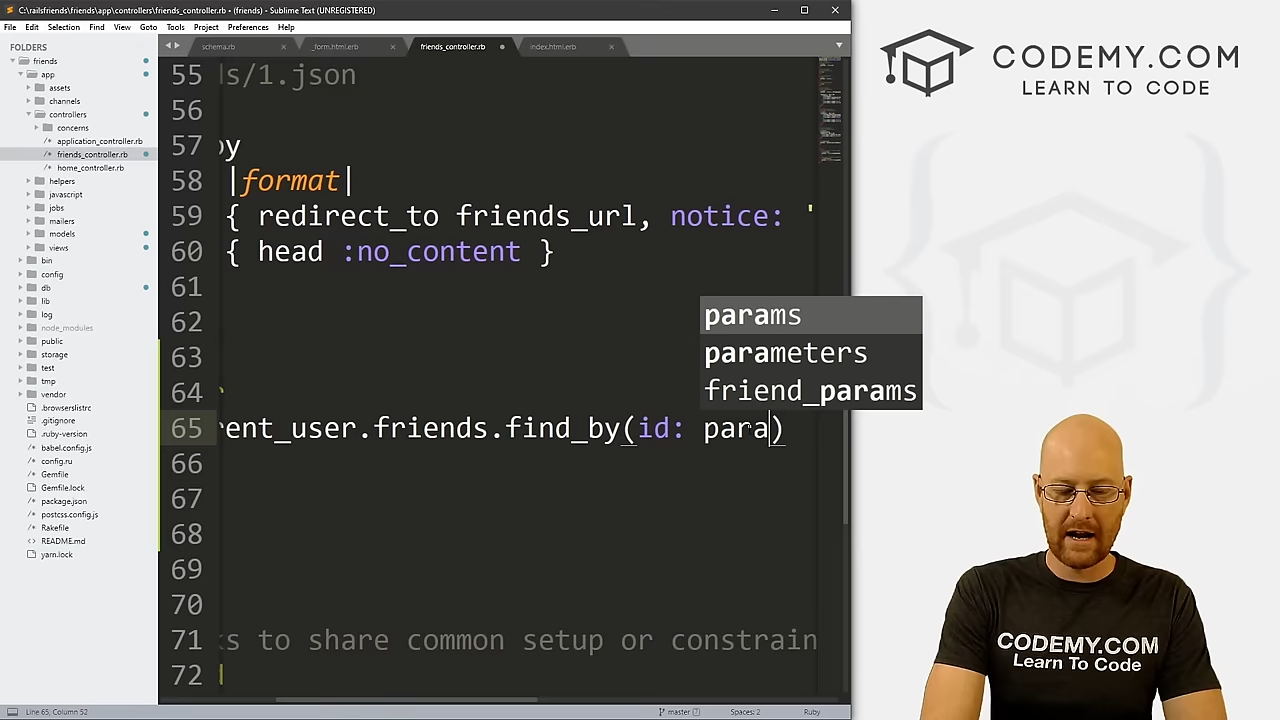 C:\railsfriends\friends\app\controllers\friends_controller.rb • (friends) - Sublime Text (UNREGISTERED)
File Edit Selection Find View Goto Tools Project Preferences Help
FOLDERS
friends
app
assets
channels
controllers
concerns
application_controller.rb
friends_controller.rb
home_controller.rb
helpers
javascript
jobs
mailers
models
views
bin
config
db
lib
log
node_modules
public
storage
test
tmp
vendor
.browserslistrc
.gitignore
.ruby-version
babel.config.js
config.ru
Gemfile
Gemfile.lock
package.json
postcss.config.js
Rakefile
README.md
yarn.lock
schema.rb _form.html.erb friends_controller.rb index.html.erb
55 ls/1.json
56
57 oy
58 |format|
59 { redirect_to friends_url, notice: '
60 { head :no_content }
61
62
63
64
65 rent_user.friends.find_by(id: para)
66
67
68
69
70
71 ks to share common setup or constrain
72
params
parameters
friend_params
Line 65, Column 52
master
Spaces: 2
Ruby
CODEMY.COM
LEARN TO CODE
CODEMY.COM
Learn To Code